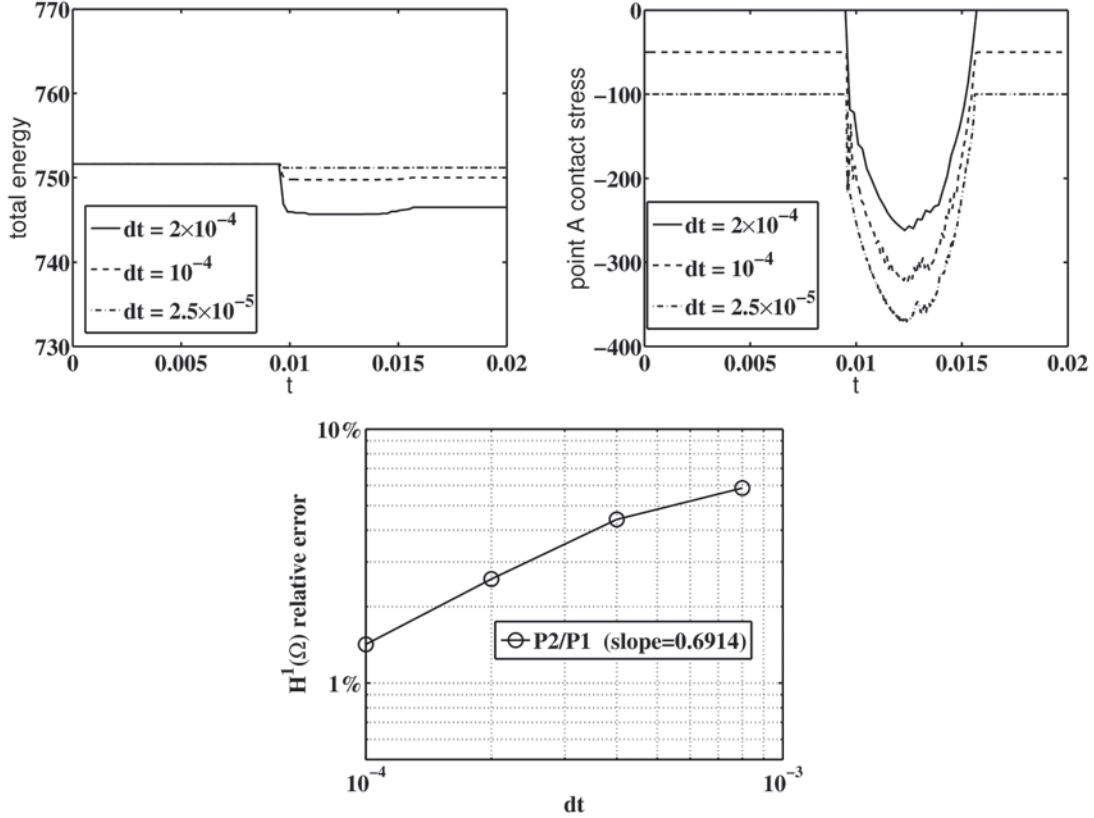 770
760
750
740
730
total energy
dt = 2×10⁻⁴
dt = 10⁻⁴
dt = 2.5×10⁻⁵
0
0.005
0.01
0.015
0.02
t
0
−100
−200
−300
−400
point A contact stress
dt = 2×10⁻⁴
dt = 10⁻⁴
dt = 2.5×10⁻⁵
0
0.005
0.01
0.015
0.02
t
10%
1%
H¹(Ω) relative error
P2/P1 (slope=0.6914)
10⁻⁴
10⁻³
dt